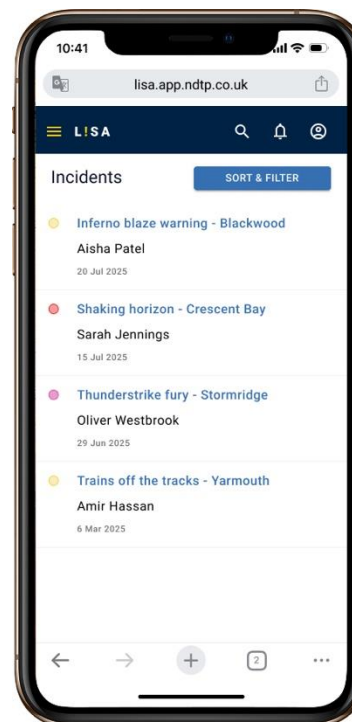 10:41
lisa.app.ndtp.co.uk
L!SA
Incidents
SORT & FILTER
Inferno blaze warning - Blackwood
Aisha Patel
20 Jul 2025
Shaking horizon - Crescent Bay
Sarah Jennings
15 Jul 2025
Thunderstrike fury - Stormridge
Oliver Westbrook
29 Jun 2025
Trains off the tracks - Yarmouth
Amir Hassan
6 Mar 2025
2